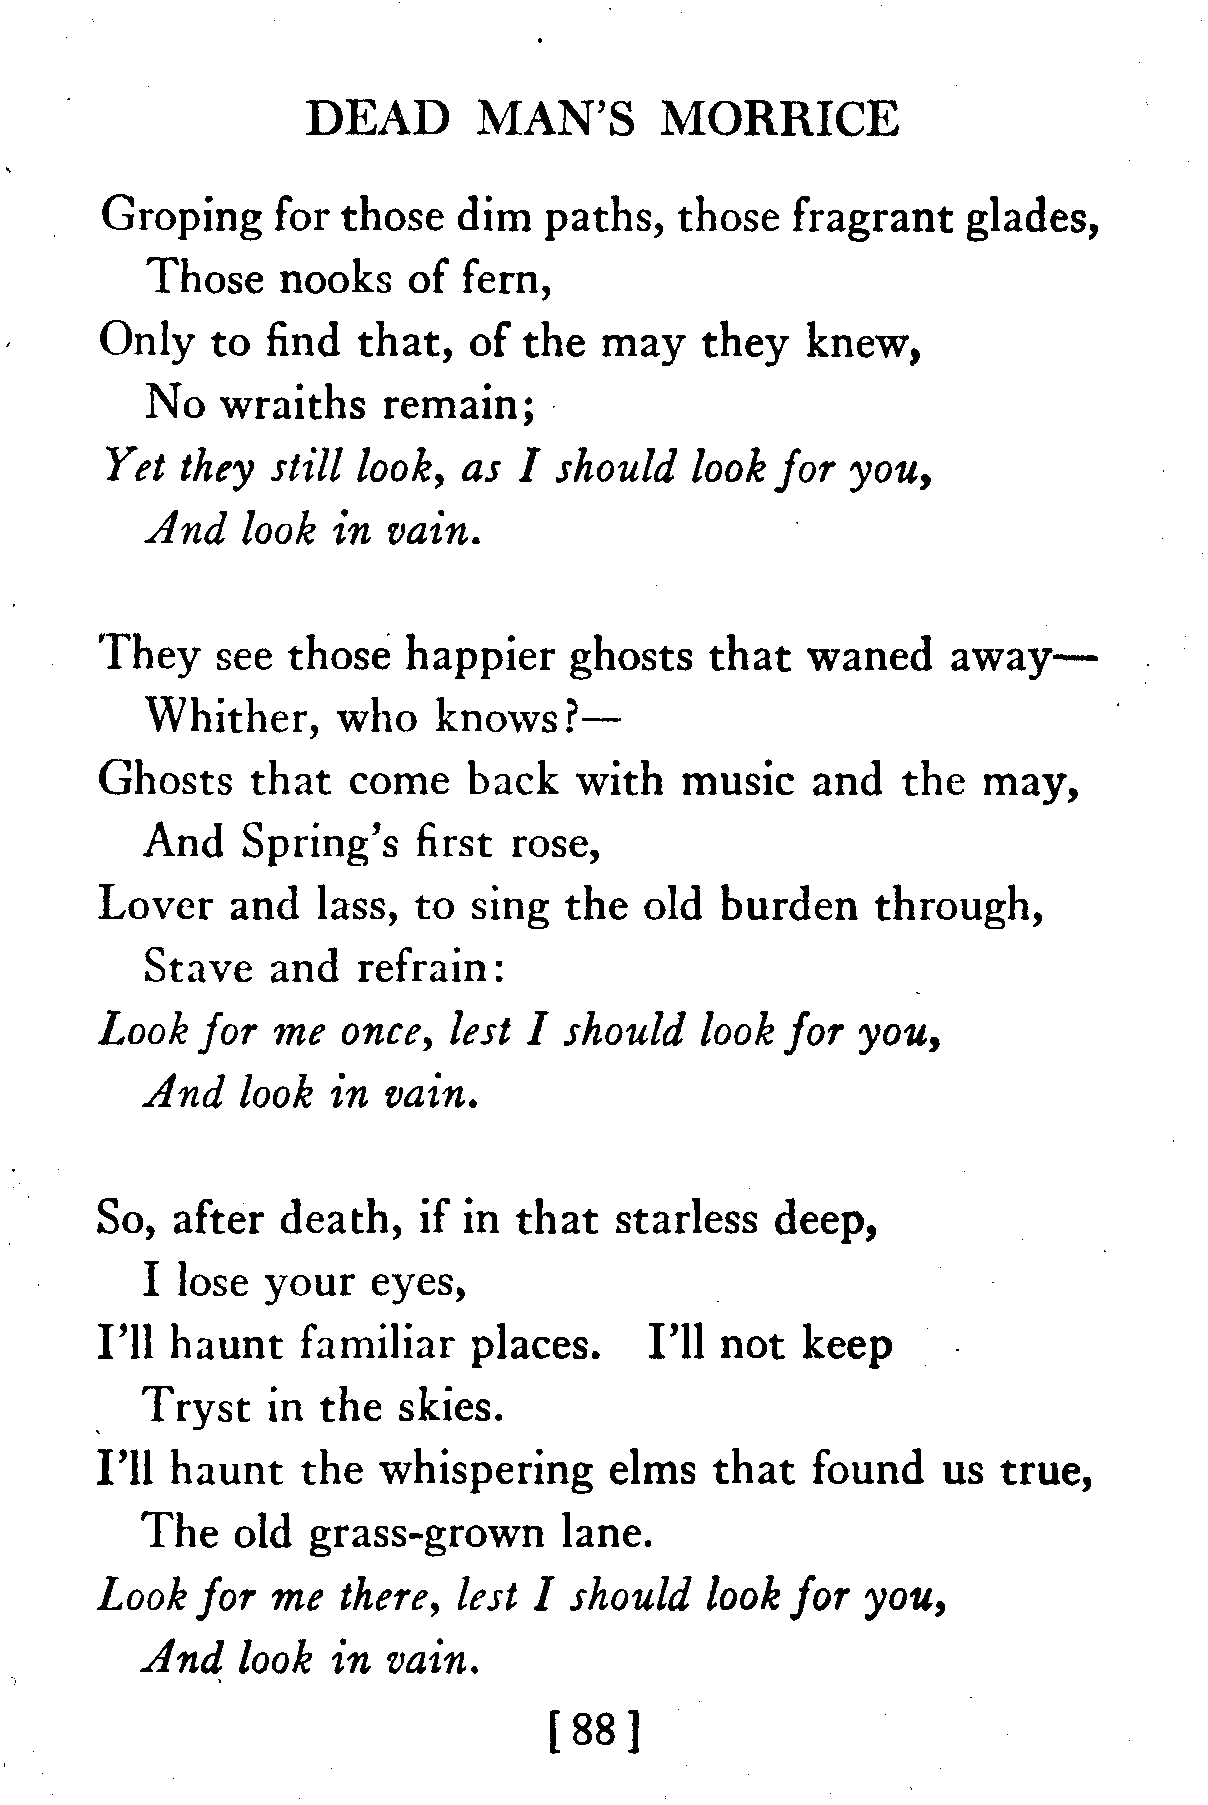 DEAD MAN'S MORRICE
Groping for those dim paths, those fragrant glades,
Those nooks of fern,
Only to find that, of the may they knew,
No wraiths remain;
Yet they still look, as I should look for you,
And look in vain.
They see those happier ghosts that waned away—
Whither, who knows?—
Ghosts that come back with music and the may,
And Spring's first rose,
Lover and lass, to sing the old burden through,
Stave and refrain:
Look for me once, lest I should look for you,
And look in vain.
So, after death, if in that starless deep,
I lose your eyes,
I'll haunt familiar places. I'll not keep
Tryst in the skies.
I'll haunt the whispering elms that found us true,
The old grass-grown lane.
Look for me there, lest I should look for you,
And look in vain.
[ 88 ]